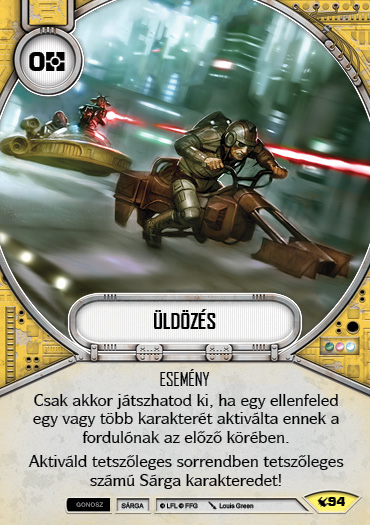 0
ÜLDÖZÉS
ESEMÉNY
Csak akkor játszhatod ki, ha egy ellenfeled
egy vagy több karakterét aktiválta ennek a
fordulónak az előző körében.
Aktiváld tetszőleges sorrendben tetszőleges
számú Sárga karakteredet!
GONOSZ SÁRGA © LFL © FFG Louis Green 94